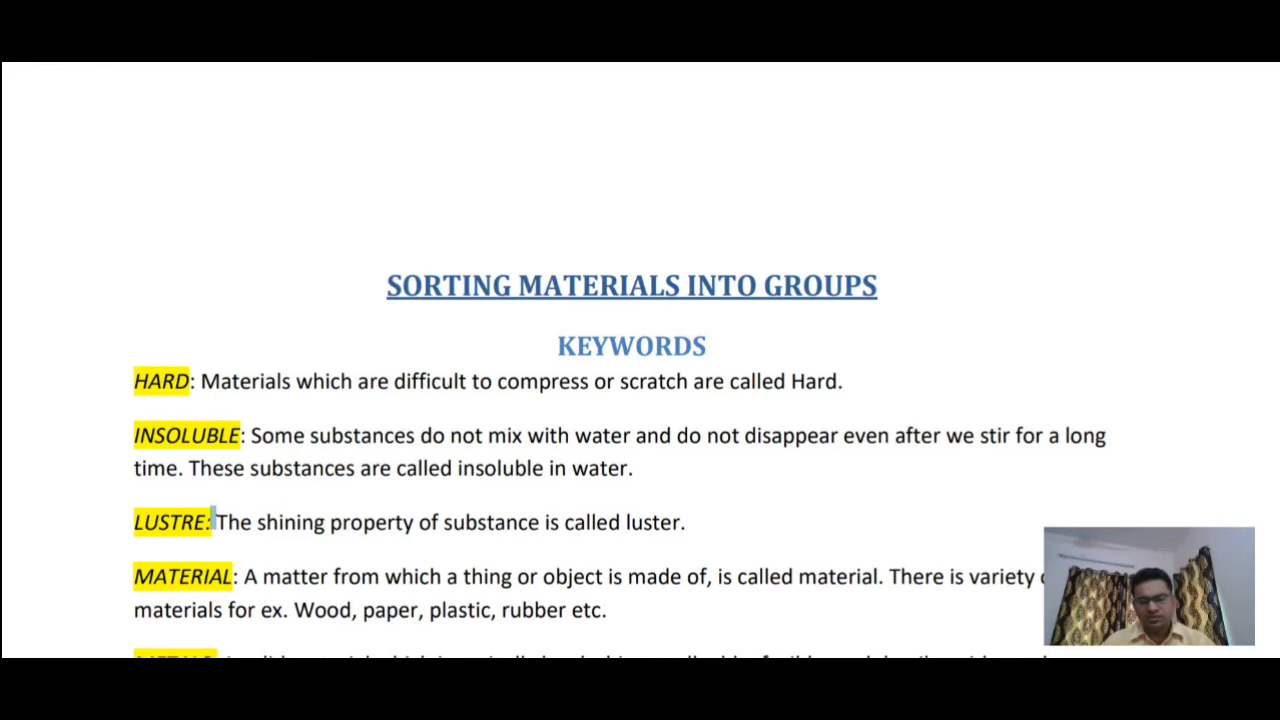 SORTING MATERIALS INTO GROUPS
KEYWORDS
HARD: Materials which are difficult to compress or scratch are called Hard.
INSOLUBLE: Some substances do not mix with water and do not disappear even after we stir for a long
time. These substances are called insoluble in water.
LUSTRE: The shining property of substance is called luster.
MATERIAL: A matter from which a thing or object is made of, is called material. There is variety
materials for ex. Wood, paper, plastic, rubber etc.